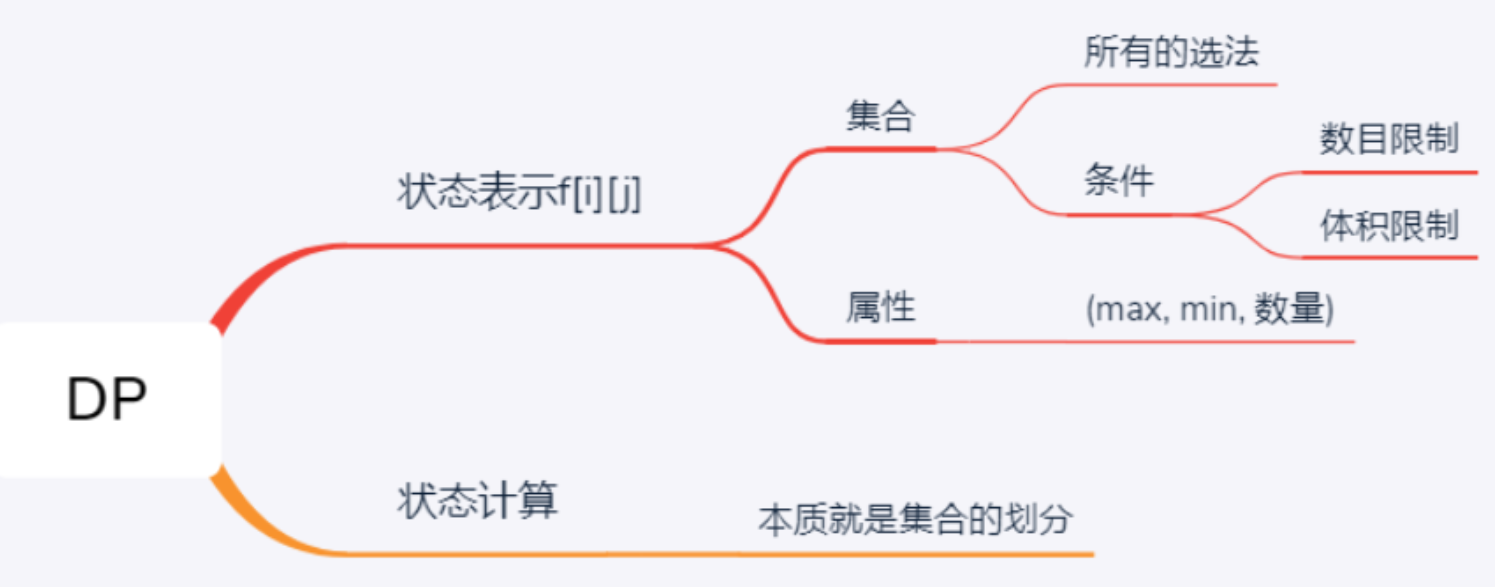 所有的选法
集合
数目限制
条件
状态表示f[i][j]
体积限制
属性
(max, min, 数量)
DP
状态计算
本质就是集合的划分